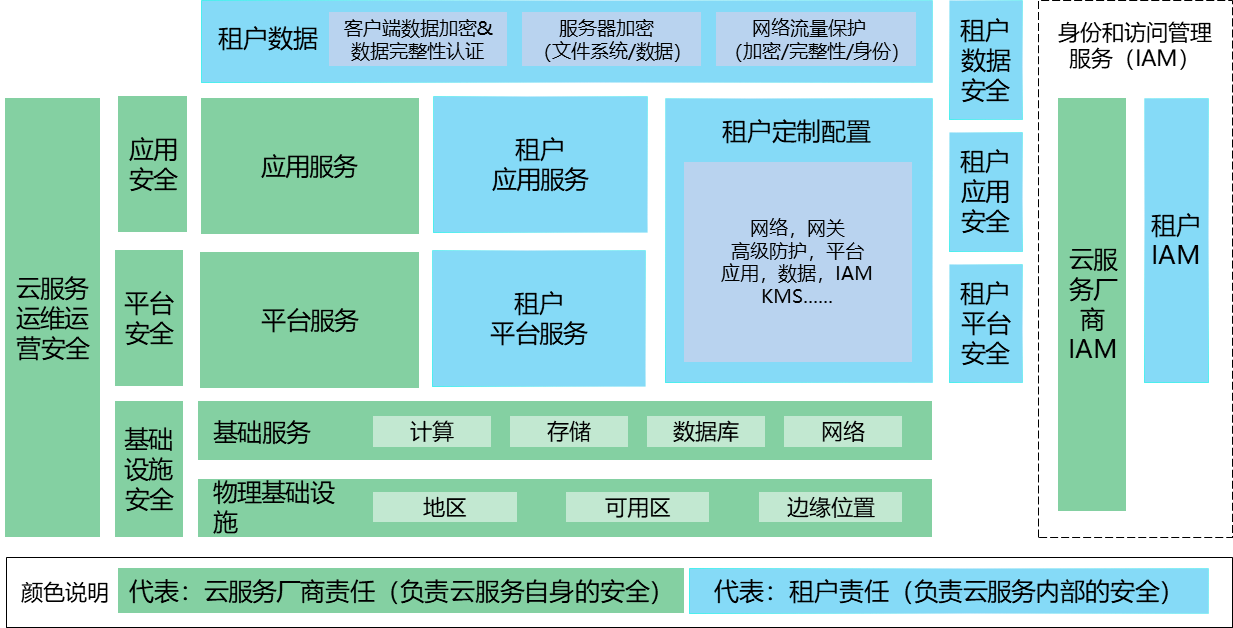 租户数据
客户端数据加密&
数据完整性认证
服务器加密
（文件系统/数据）
网络流量保护
（加密/完整性/身份）
租户
数据
安全
身份和访问管理
服务（IAM）
云服务
运维运
营安全
应用
安全
应用服务
租户
应用服务
租户定制配置
网络，网关
高级防护，平台
应用，数据，IAM
KMS......
租户
应用
安全
平台
安全
平台服务
租户
平台服务
租户
平台
安全
云服
务厂
商
IAM
租户
IAM
基础
设施
安全
基础服务
计算
存储
数据库
网络
物理基础设
施
地区
可用区
边缘位置
颜色说明
代表：云服务厂商责任（负责云服务自身的安全）
代表：租户责任（负责云服务内部的安全）